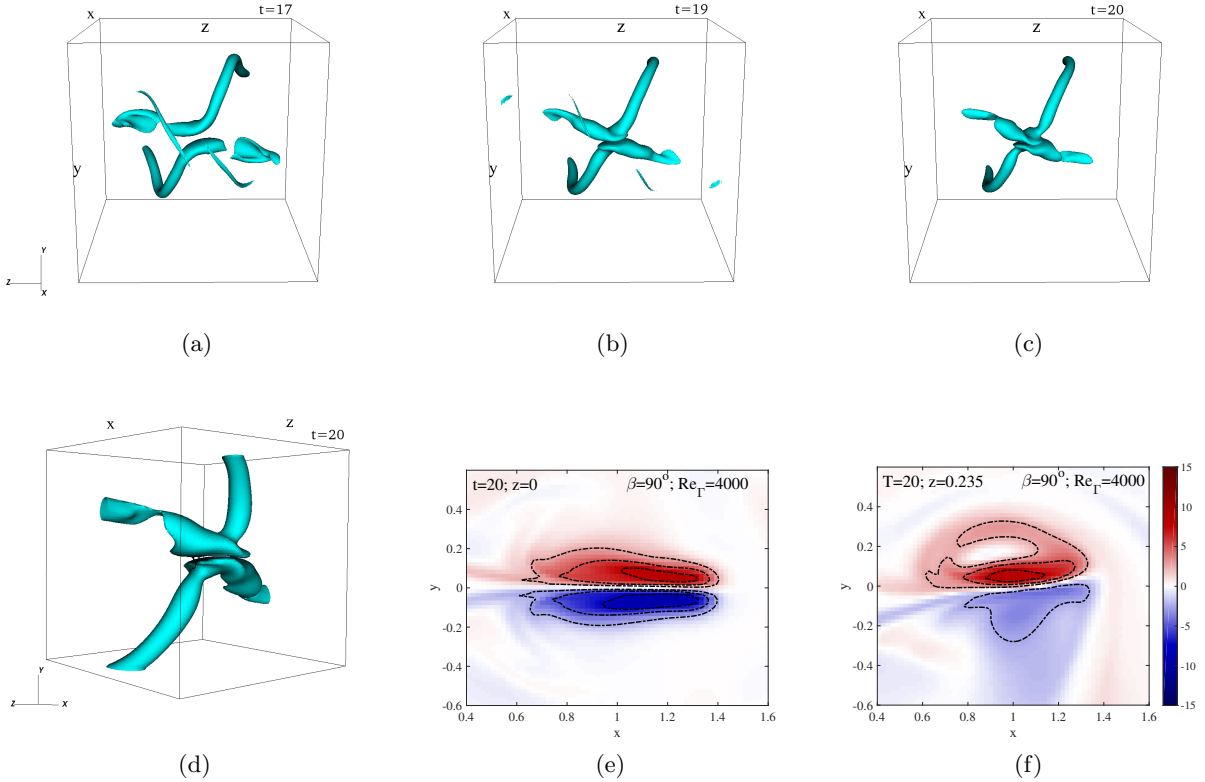 x
z
t=17
y
Y
z
X
(a)
x
z
t=19
y
(b)
x
z
t=20
y
(c)
x
z
t=20
Y
z
X
(d)
t=20; z=0 β=90°; Re_Γ=4000
0.4
0.2
0
-0.2
-0.4
-0.6
y
0.4 0.6 0.8 1 1.2 1.4 1.6
x
(e)
T=20; z=0.235 β=90°; Re_Γ=4000
0.4
0.2
0
-0.2
-0.4
-0.6
y
0.4 0.6 0.8 1 1.2 1.4 1.6
x
15
10
5
0
-5
-10
-15
(f)